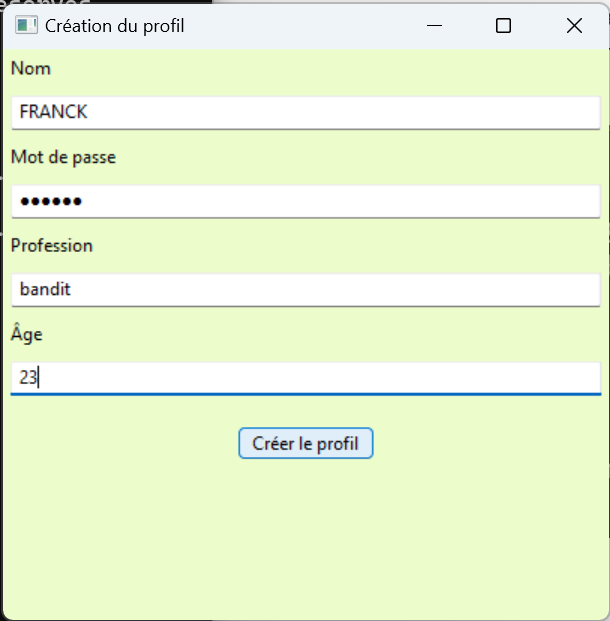 Création du profil
Nom
FRANCK
Mot de passe
••••••
Profession
bandit
Âge
23
Créer le profil